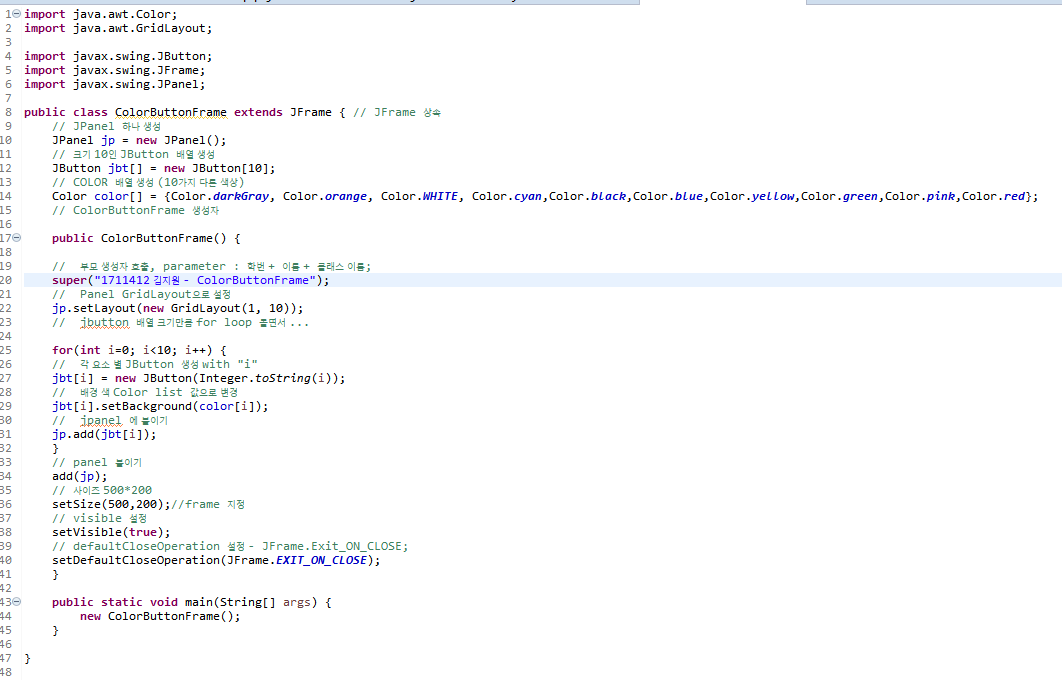 import java.awt.Color;
import java.awt.GridLayout;
import javax.swing.JButton;
import javax.swing.JFrame;
import javax.swing.JPanel;
public class ColorButtonFrame extends JFrame { // JFrame 상속
// JPanel 하나 생성
JPanel jp = new JPanel();
// 크기 10인 JButton 배열 생성
JButton jbt[] = new JButton[10];
// COLOR 배열 생성 (10가지 다른 색상)
Color color[] = {Color.darkGray, Color.orange, Color.WHITE, Color.cyan,Color.black,Color.blue,Color.yellow,Color.green,Color.pink,Color.red};
// ColorButtonFrame 생성자
public ColorButtonFrame() {
// 부모 생성자 호출, parameter : 학번 + 이름 + 클래스 이름;
super("1711412 김지원 - ColorButtonFrame");
// Panel GridLayout으로 설정
jp.setLayout(new GridLayout(1, 10));
// jbutton 배열 크기만큼 for loop 돌면서 ...
for(int i=0; i<10; i++) {
// 각 요소 별 JButton 생성 with "i"
jbt[i] = new JButton(Integer.toString(i));
// 배경 색 Color list 값으로 변경
jbt[i].setBackground(color[i]);
// jpanel 에 붙이기
jp.add(jbt[i]);
}
// panel 붙이기
add(jp);
// 사이즈 500*200
setSize(500,200);//frame 지정
// visible 설정
setVisible(true);
// defaultCloseOperation 설정 - JFrame.Exit_ON_CLOSE;
setDefaultCloseOperation(JFrame.EXIT_ON_CLOSE);
}
public static void main(String[] args) {
new ColorButtonFrame();
}
}